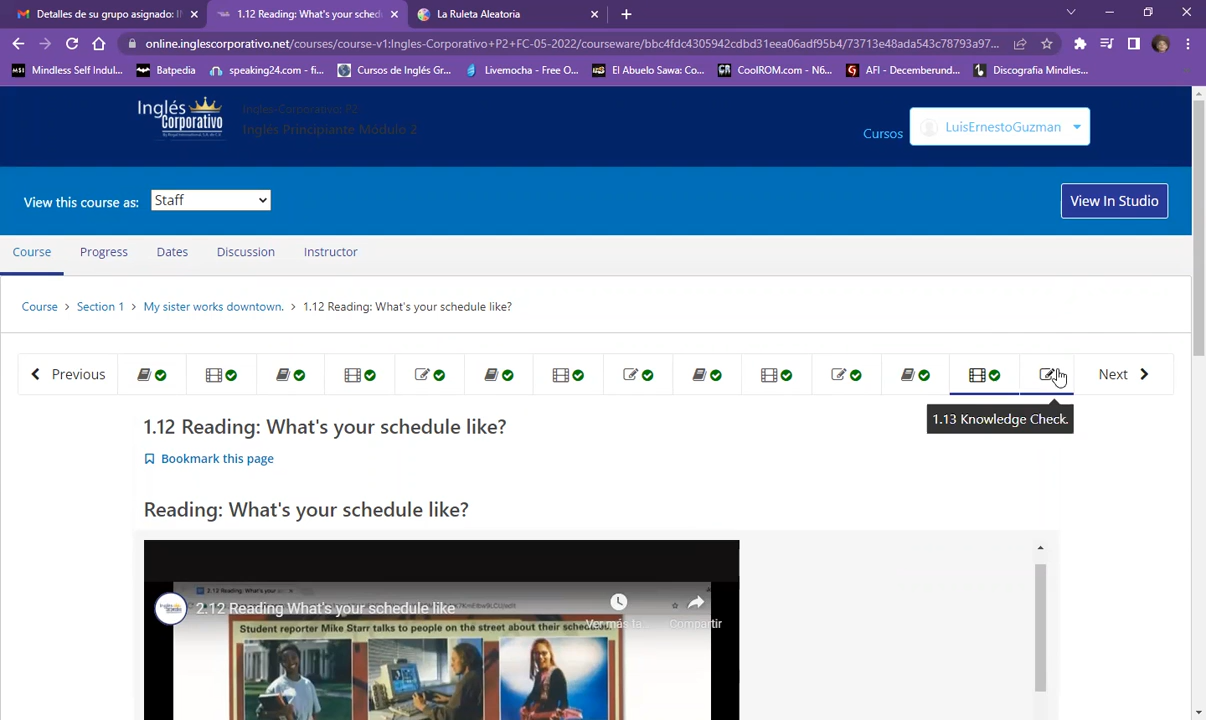 Detalles de su grupo asignado: I
1.12 Reading: What's your sched
La Ruleta Aleatoria
online.inglescorporativo.net/courses/course-v1:Ingles-Corporativo+P2+FC-05-2022/courseware/bbc4fdc4305942cdbd31eea06adf95b4/73713e48ada543c78793a97...
Mindless Self Indul...
Batpedia
speaking24.com - fi...
Cursos de Inglés Gr...
Livemocha - Free O...
El Abuelo Sawa: Co...
CoolROM.com - N6...
AFI - Decemberund...
Discografia Mindles...
Inglés Corporativo
Ingles-Corporativo: P2
Inglés Principiante Módulo 2
Cursos
LuisErnestoGuzman
View this course as:
Staff
View In Studio
Course
Progress
Dates
Discussion
Instructor
Course > Section 1 > My sister works downtown. > 1.12 Reading: What's your schedule like?
Previous
Next
1.13 Knowledge Check.
1.12 Reading: What's your schedule like?
Bookmark this page
Reading: What's your schedule like?
2.12 Reading What's your schedule like
Ver más ta...
Compartir
Student reporter Mike Starr talks to people on the street about their schedules.